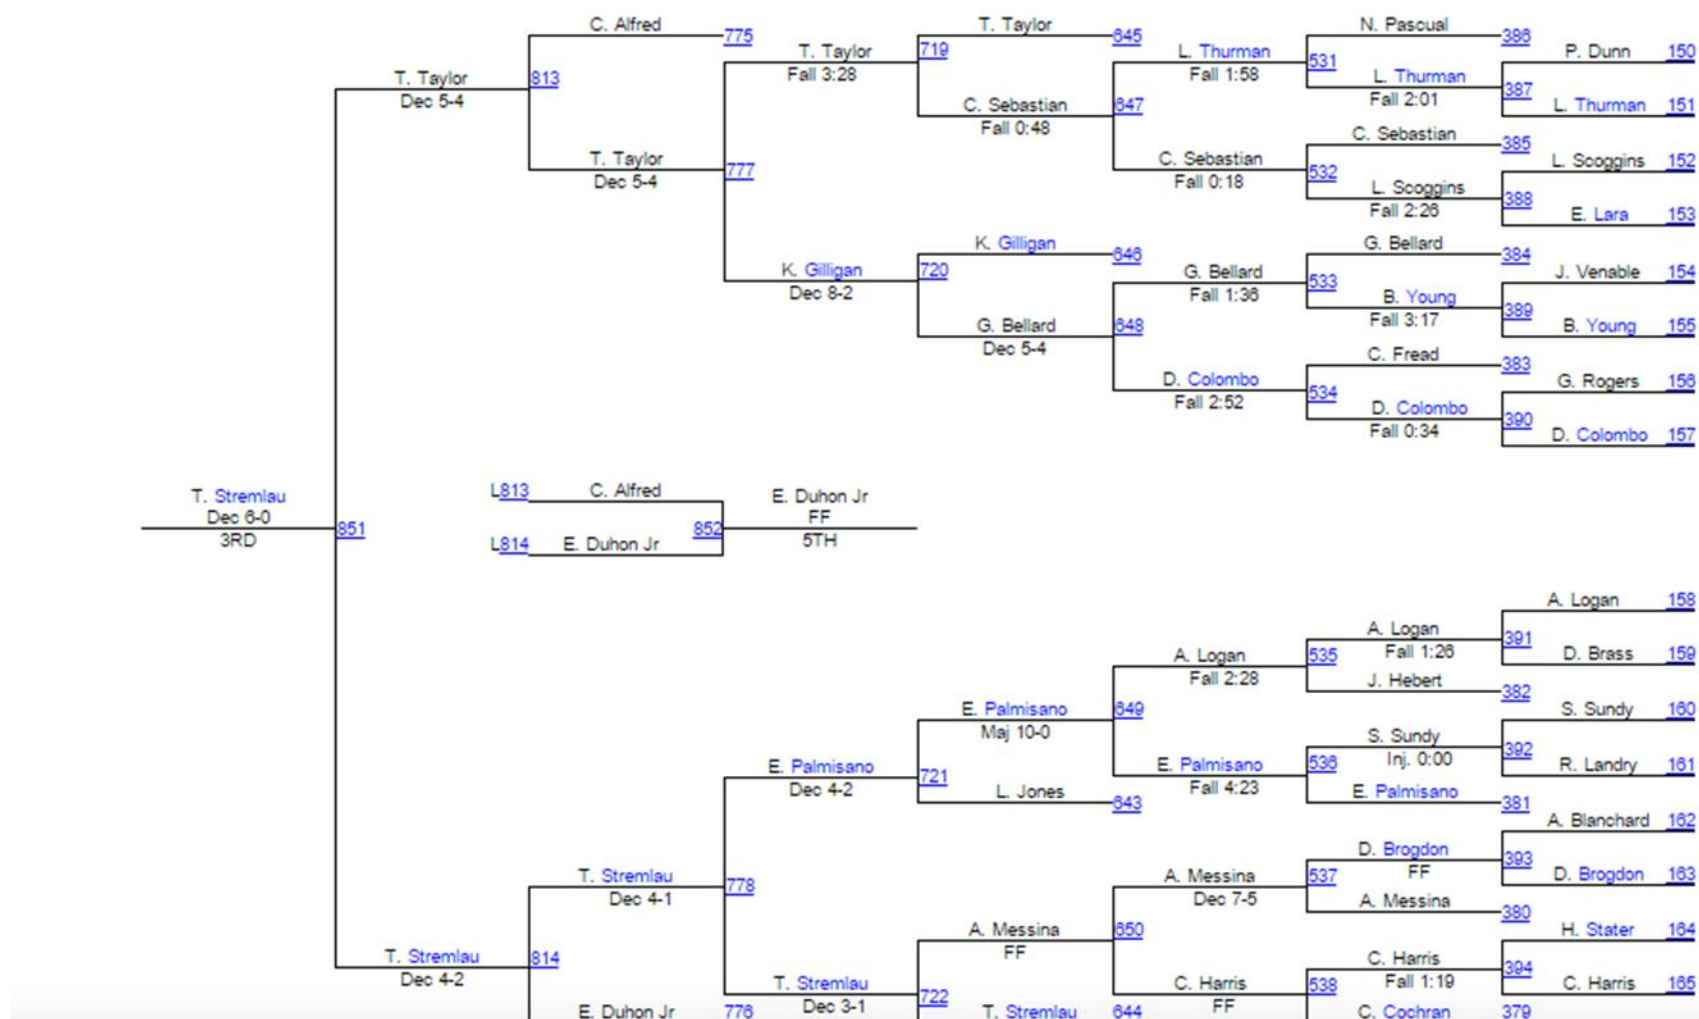 C. Alfred
775
T. Taylor
645
N. Pascual
386
T. Taylor
Fall 3:28
719
L. Thurman
Fall 1:58
531
P. Dunn
150
T. Taylor
Dec 5-4
813
L. Thurman
Fall 2:01
387
C. Sebastian
Fall 0:48
647
L. Thurman
151
C. Sebastian
385
T. Taylor
Dec 5-4
777
C. Sebastian
Fall 0:18
532
L. Scoggins
152
L. Scoggins
Fall 2:26
388
E. Lara
153
K. Gilligan
646
G. Bellard
384
K. Gilligan
Dec 8-2
720
G. Bellard
Fall 1:36
533
J. Venable
154
B. Young
Fall 3:17
389
G. Bellard
Dec 5-4
648
B. Young
155
C. Fread
383
D. Colombo
Fall 2:52
534
G. Rogers
156
D. Colombo
Fall 0:34
390
D. Colombo
157
T. Stremlau
Dec 6-0
3RD
851
L813
C. Alfred
L814
E. Duhon Jr
852
E. Duhon Jr
FF
5TH
A. Logan
158
A. Logan
Fall 1:26
391
A. Logan
Fall 2:28
535
D. Brass
159
J. Hebert
382
E. Palmisano
Maj 10-0
649
S. Sundy
160
S. Sundy
Inj. 0:00
392
E. Palmisano
Dec 4-2
721
E. Palmisano
Fall 4:23
536
R. Landry
161
L. Jones
643
E. Palmisano
381
A. Blanchard
162
D. Brogdon
FF
393
T. Stremlau
Dec 4-1
778
A. Messina
Dec 7-5
537
D. Brogdon
163
A. Messina
380
A. Messina
FF
650
H. Stater
164
T. Stremlau
Dec 4-2
814
C. Harris
Fall 1:19
394
T. Stremlau
Dec 3-1
722
C. Harris
FF
538
C. Harris
165
E. Duhon Jr
776
T. Stremlau
644
C. Cochran
379